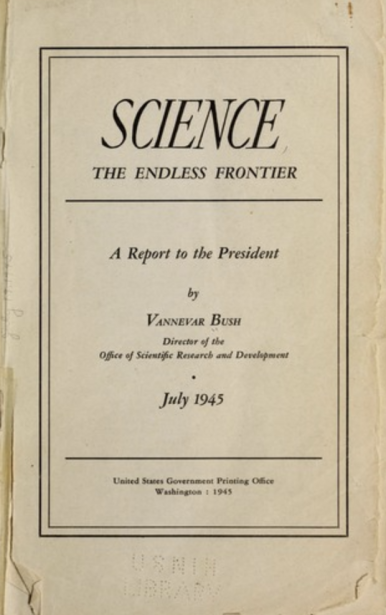 SCIENCE
THE ENDLESS FRONTIER
A Report to the President
by
VANNEVAR BUSH
Director of the
Office of Scientific Research and Development
July 1945
United States Government Printing Office
Washington : 1945
LIBRARY